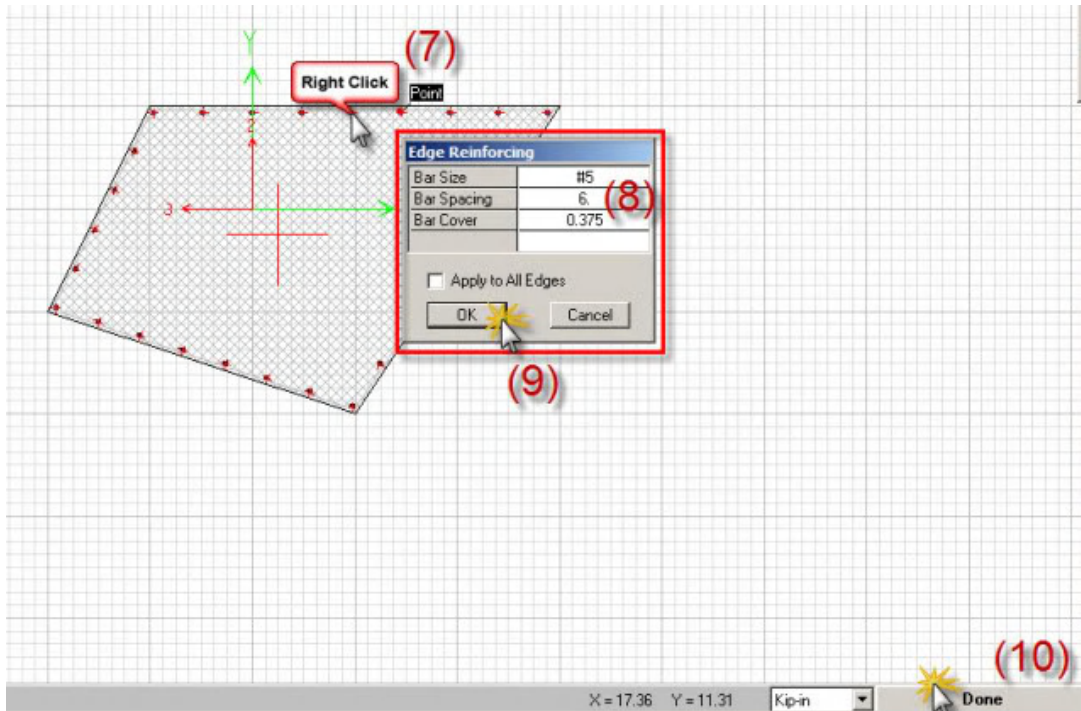 Y
(7)
Right Click
Point
2
3
Edge Reinforcing
Bar Size #5
Bar Spacing 6. (8)
Bar Cover 0.375
Apply to All Edges
OK Cancel
(9)
(10)
X = 17.36 Y = 11.31 Kip-in Done